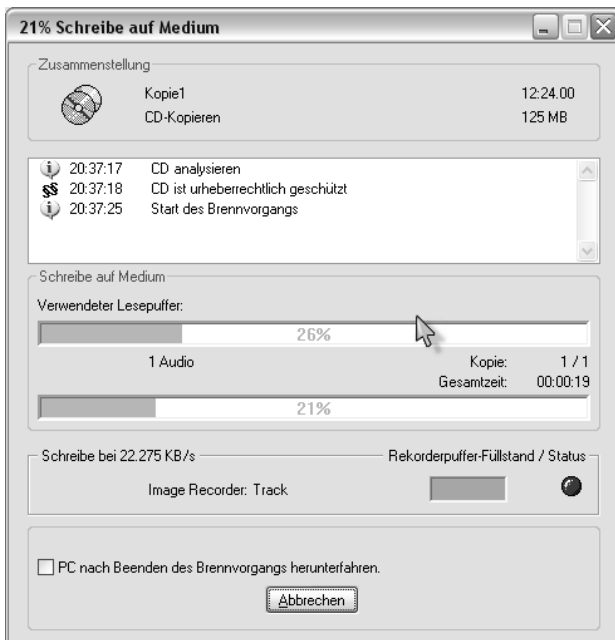 21% Schreibe auf Medium
Zusammenstellung
Kopie1 12:24.00
CD-Kopieren 125 MB
20:37:17 CD analysieren
§§ 20:37:18 CD ist urheberrechtlich geschützt
20:37:25 Start des Brennvorgangs
Schreibe auf Medium
Verwendeter Lesepuffer:
26%
1 Audio Kopie: 1 / 1
Gesamtzeit: 00:00:19
21%
Schreibe bei 22.275 KB/s Rekorderpuffer-Füllstand / Status
Image Recorder: Track
PC nach Beenden des Brennvorgangs herunterfahren.
Abbrechen